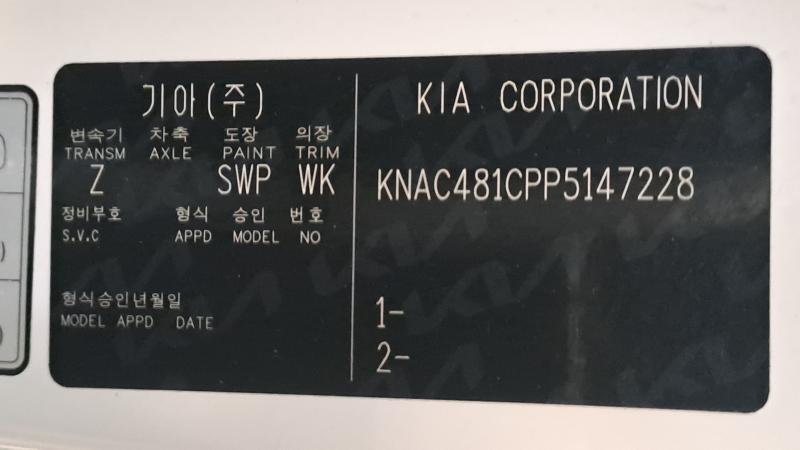 기아(주)
변속기 차축 도장 의장
TRANSM AXLE PAINT TRIM
Z SWP WK
정비부호 형식 승인 번호
S.V.C APPD MODEL NO
형식승인년월일
MODEL APPD DATE
KIA CORPORATION
KNAC481CPP5147228
1-
2-